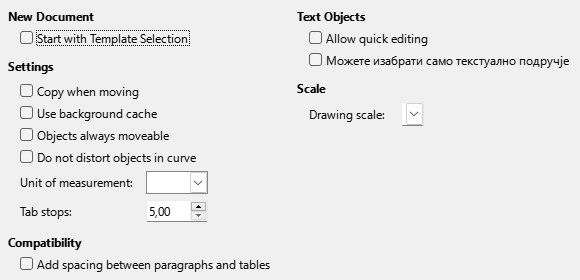 New Document
Start with Template Selection
Settings
Copy when moving
Use background cache
Objects always moveable
Do not distort objects in curve
Unit of measurement:
Tab stops: 5,00
Compatibility
Add spacing between paragraphs and tables
Text Objects
Allow quick editing
Можете изабрати само текстуално подручје
Scale
Drawing scale: